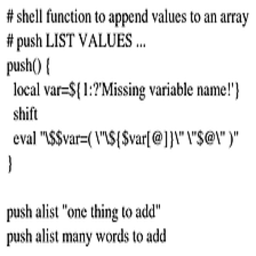 # shell function to append values to an array
# push LIST VALUES ...
push() {
  local var=${1:?'Missing variable name!'}
  shift
  eval "\$$var=( \"\${$var[@]}\" \"$@\" )"
}

push alist "one thing to add"
push alist many words to add